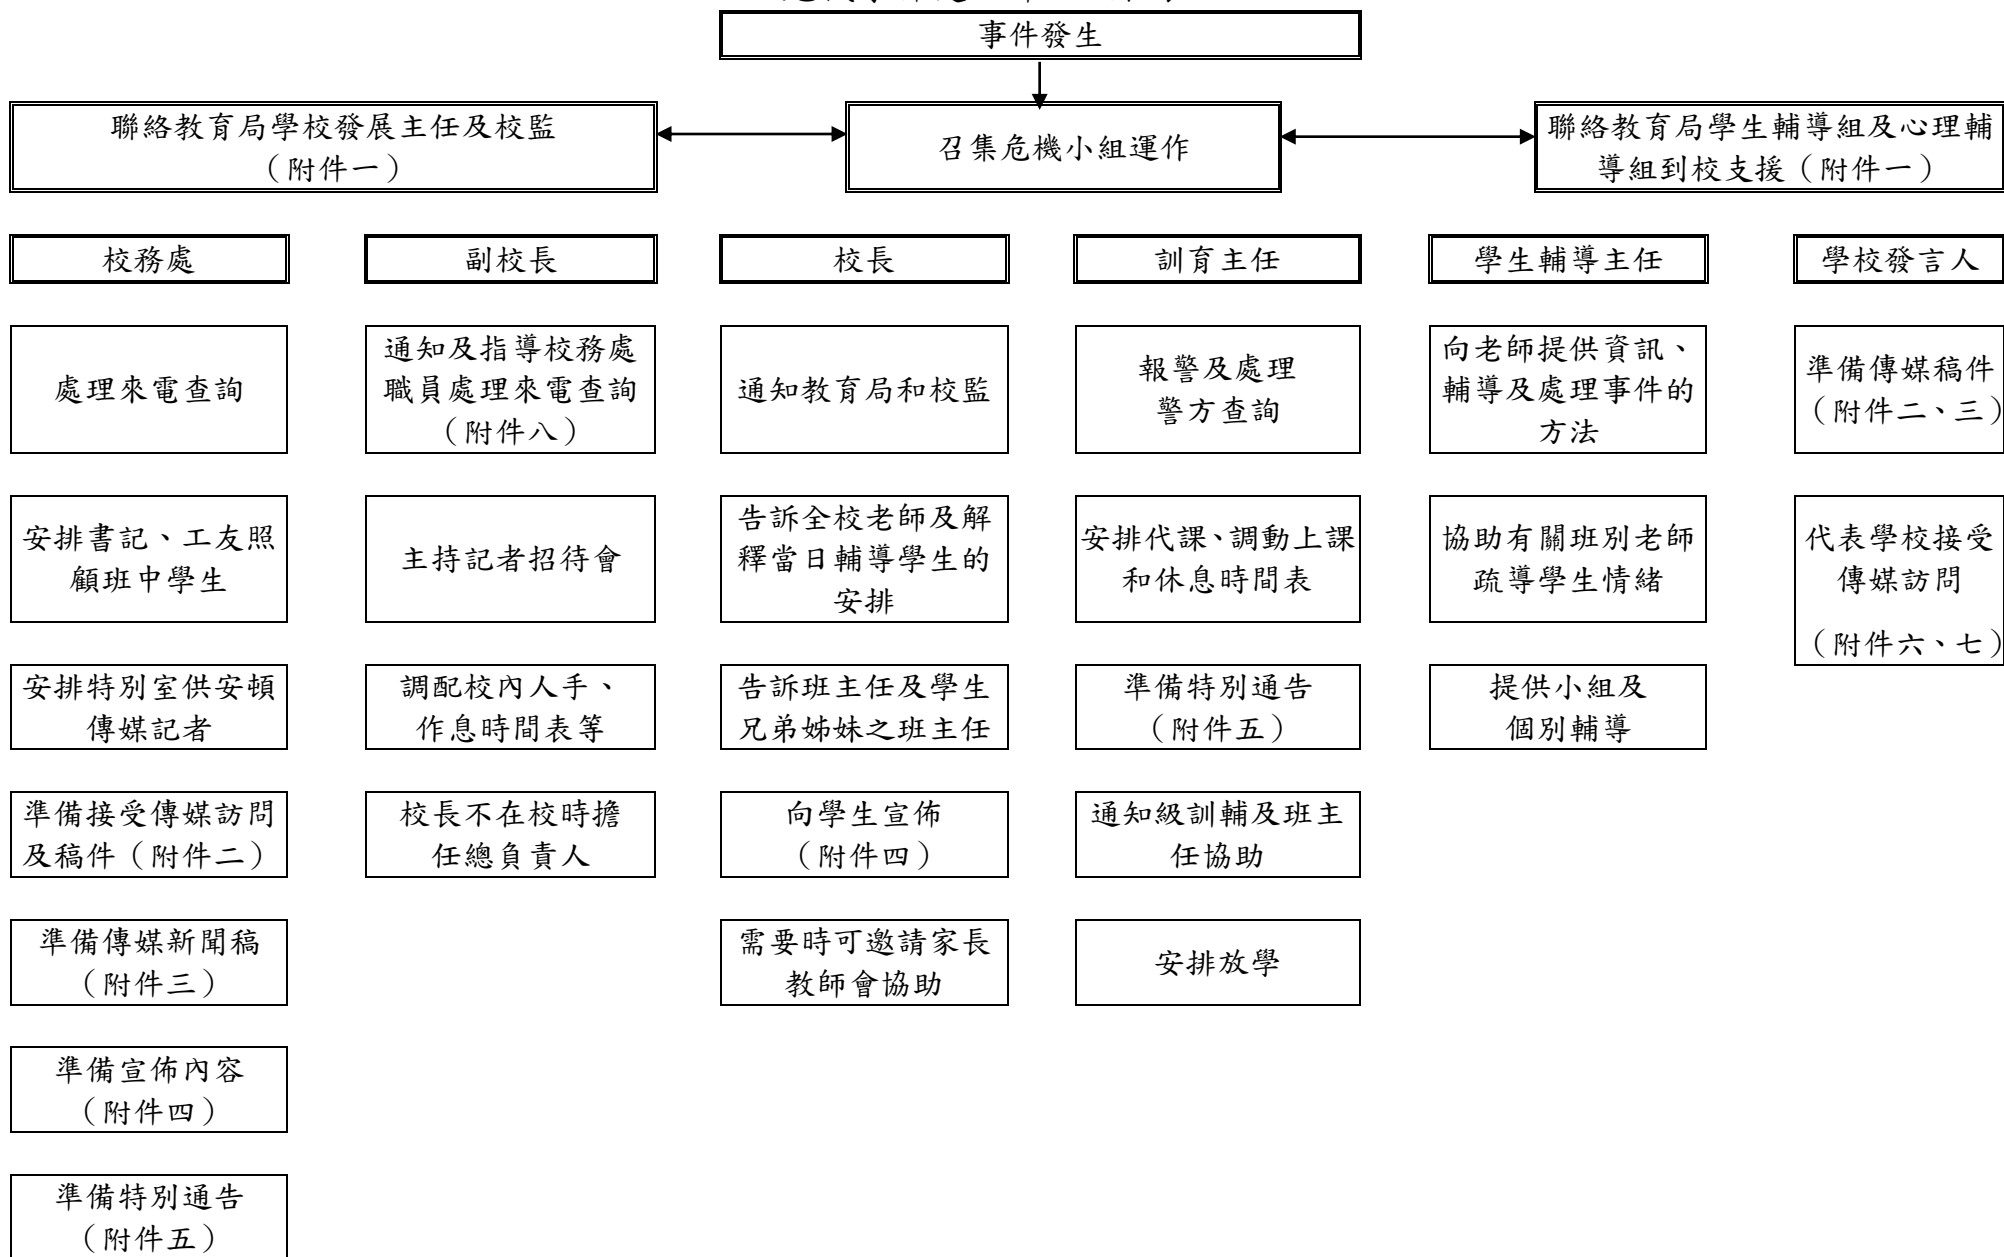 事件發生
聯絡教育局學校發展主任及校監
（附件一）
召集危機小組運作
聯絡教育局學生輔導組及心理輔
導組到校支援（附件一）
校務處
副校長
校長
訓育主任
學生輔導主任
學校發言人
處理來電查詢
通知及指導校務處
職員處理來電查詢
（附件八）
通知教育局和校監
報警及處理
警方查詢
向老師提供資訊、
輔導及處理事件的
方法
準備傳媒稿件
（附件二、三）
安排書記、工友照
顧班中學生
主持記者招待會
告訴全校老師及解
釋當日輔導學生的
安排
安排代課、調動上課
和休息時間表
協助有關班別老師
疏導學生情緒
代表學校接受
傳媒訪問
（附件六、七）
安排特別室供安頓
傳媒記者
調配校內人手、
作息時間表等
告訴班主任及學生
兄弟姊妹之班主任
準備特別通告
（附件五）
提供小組及
個別輔導
準備接受傳媒訪問
及稿件（附件二）
校長不在校時擔
任總負責人
向學生宣佈
（附件四）
通知級訓輔及班主
任協助
準備傳媒新聞稿
（附件三）
需要時可邀請家長
教師會協助
安排放學
準備宣佈內容
（附件四）
準備特別通告
（附件五）